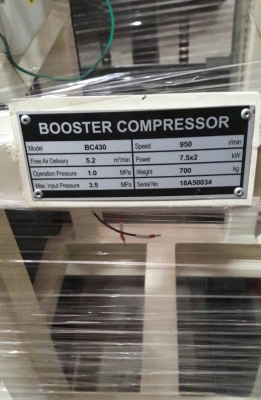 BOOSTER COMPRESSOR
Model BC430 Speed 950 r/min
Free Air Delivery 5.2 m³/min Power 7.5x2 kW
Operation Pressure 1.0 MPa Weight 700 kg
Max. Input Pressure 3.5 MPa Serial No 18A50034